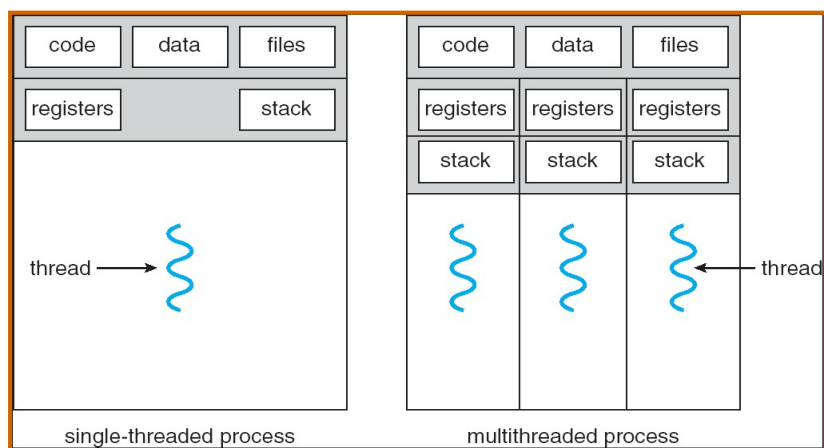 code data files code data files
registers stack registers registers registers
stack stack stack
thread thread
single-threaded process multithreaded process